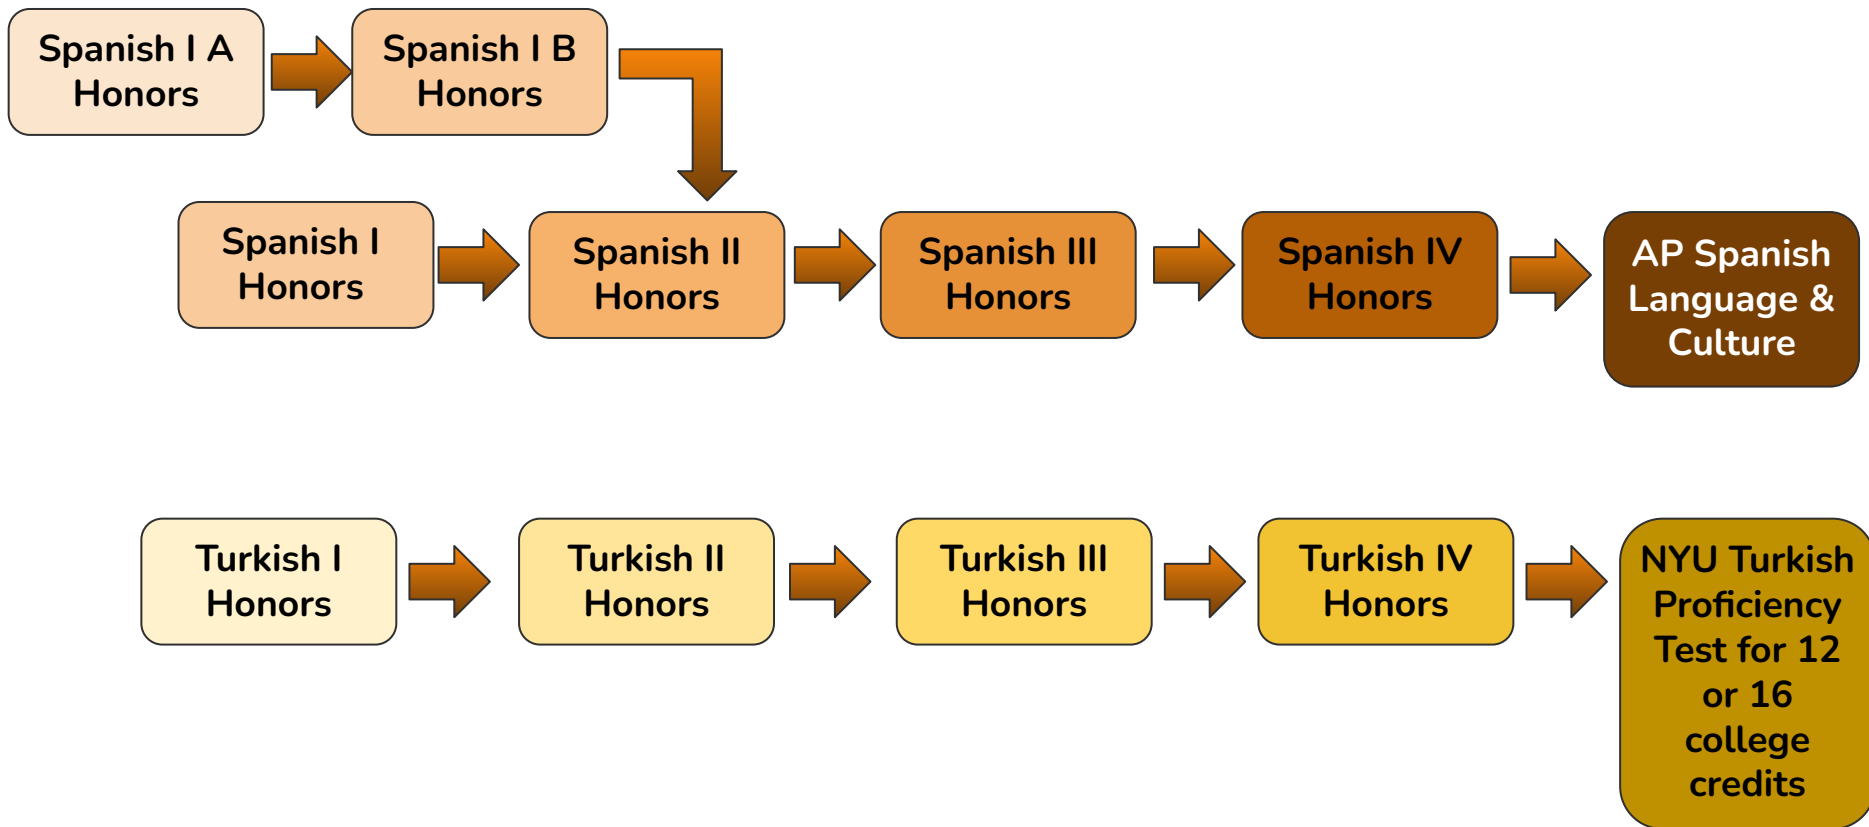 Spanish I A
Honors
Spanish I B
Honors
Spanish I
Honors
Spanish II
Honors
Spanish III
Honors
Spanish IV
Honors
AP Spanish
Language &
Culture
Turkish I
Honors
Turkish II
Honors
Turkish III
Honors
Turkish IV
Honors
NYU Turkish
Proficiency
Test for 12
or 16
college
credits